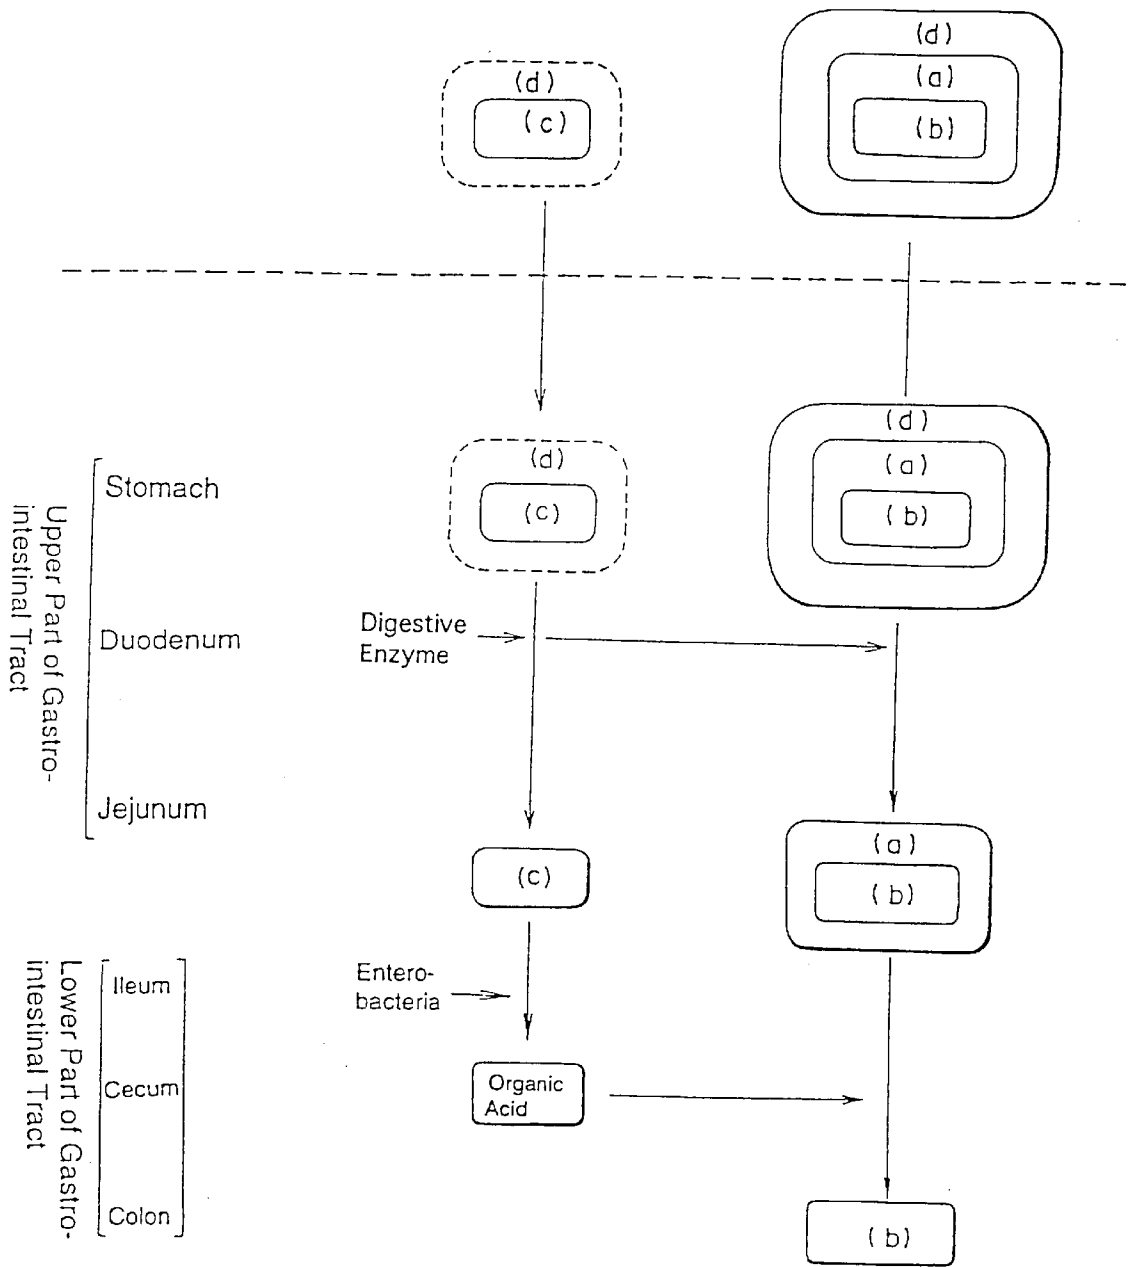 (d)
(c)
(d)
(a)
(b)
(d)
(c)
(d)
(a)
(b)
Upper Part of Gastro-
intestinal Tract
Stomach
Duodenum
Jejunum
Digestive
Enzyme
(c)
(a)
(b)
Lower Part of Gastro-
intestinal Tract
Ileum
Cecum
Colon
Entero-
bacteria
Organic
Acid
(b)